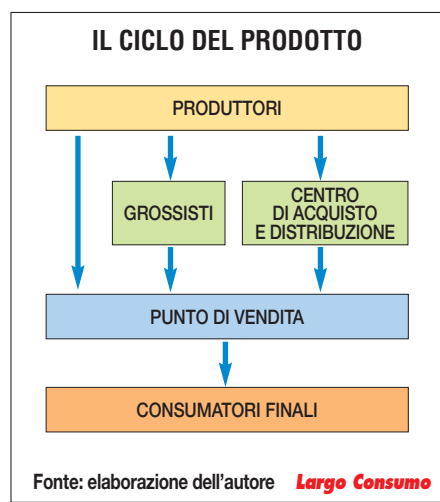 IL CICLO DEL PRODOTTO
PRODUTTORI
GROSSISTI
CENTRO
DI ACQUISTO
E DISTRIBUZIONE
PUNTO DI VENDITA
CONSUMATORI FINALI
Fonte: elaborazione dell'autore Largo Consumo